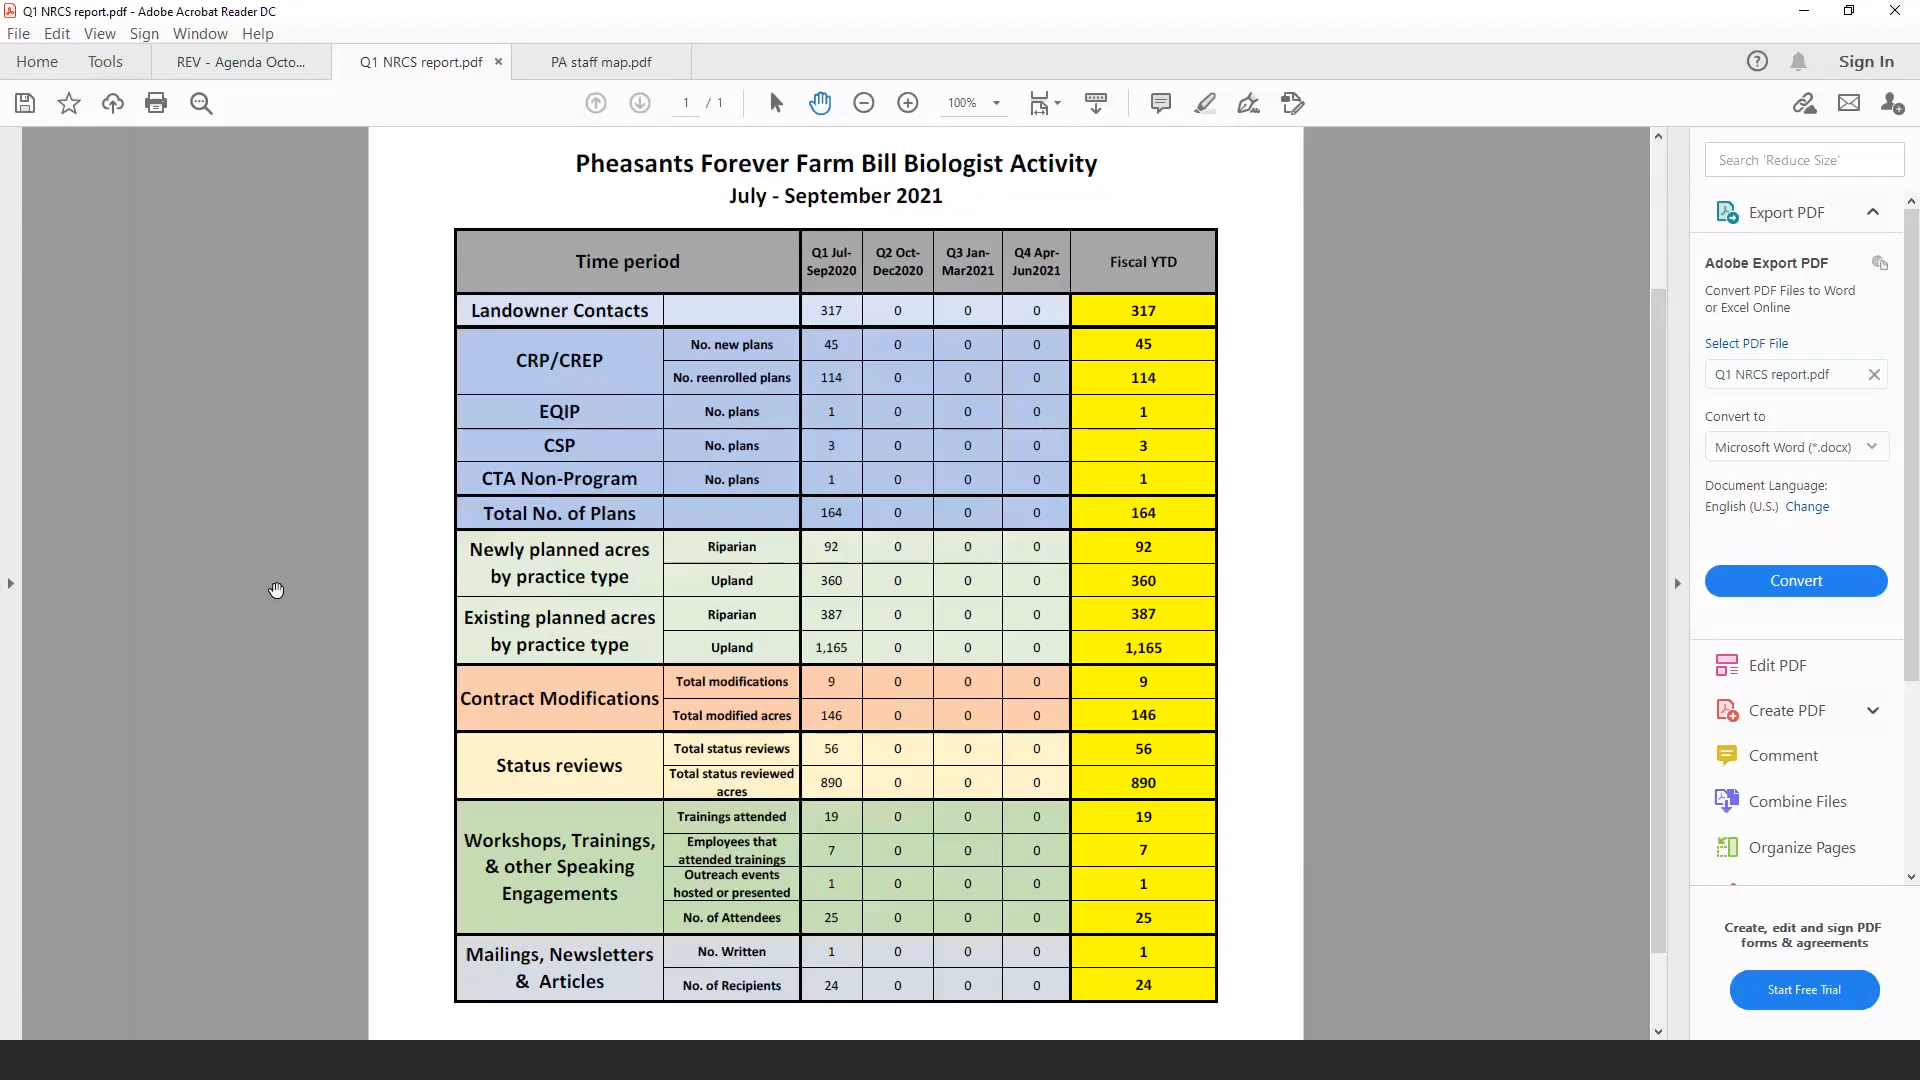 Q1 NRCS report.pdf - Adobe Acrobat Reader DC
File Edit View Sign Window Help
Home Tools REV - Agenda Octo... Q1 NRCS report.pdf × PA staff map.pdf Sign In
1 / 1 100%
Pheasants Forever Farm Bill Biologist Activity
July - September 2021
Time period Q1 Jul-Sep2020 Q2 Oct-Dec2020 Q3 Jan-Mar2021 Q4 Apr-Jun2021 Fiscal YTD
Landowner Contacts 317 0 0 0 317
CRP/CREP No. new plans 45 0 0 0 45
No. reenrolled plans 114 0 0 0 114
EQIP No. plans 1 0 0 0 1
CSP No. plans 3 0 0 0 3
CTA Non-Program No. plans 1 0 0 0 1
Total No. of Plans 164 0 0 0 164
Newly planned acres by practice type Riparian 92 0 0 0 92
Upland 360 0 0 0 360
Existing planned acres by practice type Riparian 387 0 0 0 387
Upland 1,165 0 0 0 1,165
Contract Modifications Total modifications 9 0 0 0 9
Total modified acres 146 0 0 0 146
Status reviews Total status reviews 56 0 0 0 56
Total status reviewed acres 890 0 0 0 890
Workshops, Trainings, & other Speaking Engagements Trainings attended 19 0 0 0 19
Employees that attended trainings 7 0 0 0 7
Outreach events hosted or presented 1 0 0 0 1
No. of Attendees 25 0 0 0 25
Mailings, Newsletters & Articles No. Written 1 0 0 0 1
No. of Recipients 24 0 0 0 24
Search 'Reduce Size'
Export PDF
Adobe Export PDF
Convert PDF Files to Word
or Excel Online
Select PDF File
Q1 NRCS report.pdf
Convert to
Microsoft Word (*.docx)
Document Language:
English (U.S.) Change
Convert
Edit PDF
Create PDF
Comment
Combine Files
Organize Pages
Create, edit and sign PDF
forms & agreements
Start Free Trial